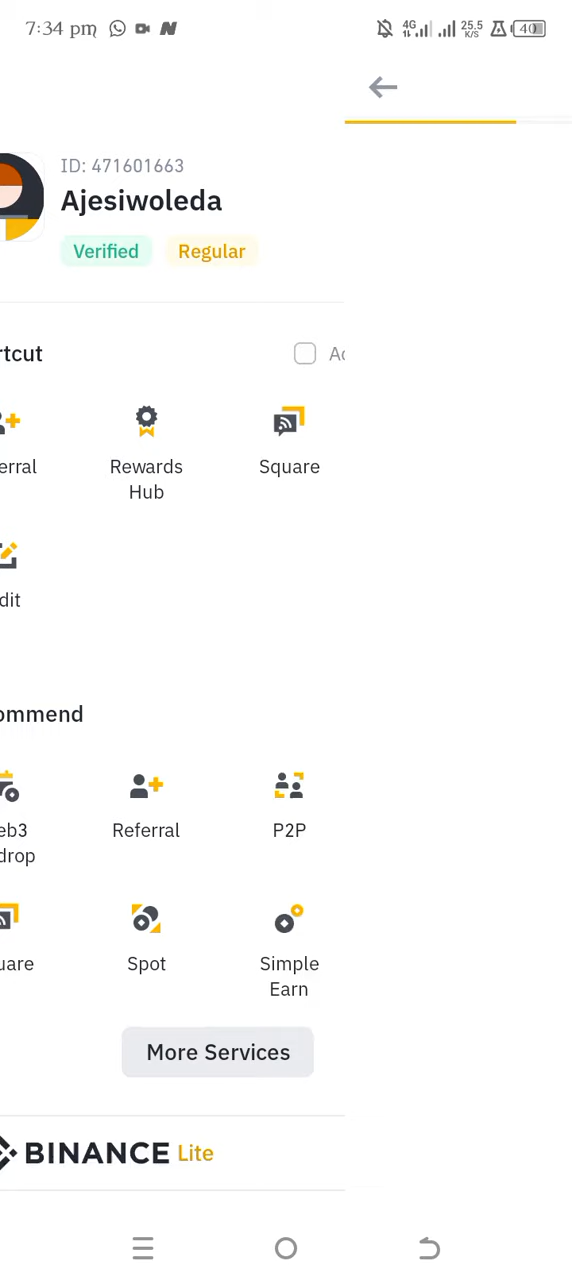 7:34 pm 4G 25.5 K/S 40
ID: 471601663
Ajesiwoleda
Verified Regular
rtcut Ac
erral Rewards Hub Square
dit
ommend
eb3 drop Referral P2P
uare Spot Simple Earn
More Services
BINANCE Lite